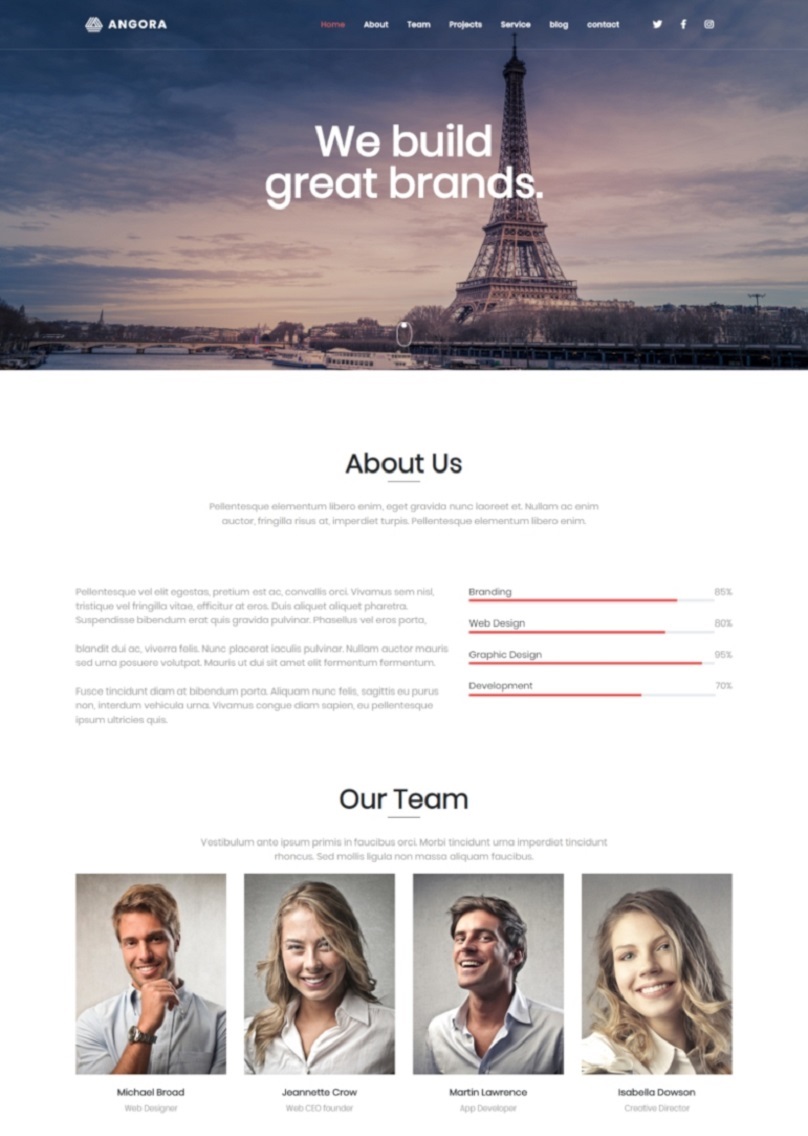 ANGORA
Home About Team Projects Service blog contact
We build
great brands.
About Us
Pellentesque elementum libero enim, eget gravida nunc laoreet et. Nullam ac enim
auctor, fringilla risus at, imperdiet turpis. Pellentesque elementum libero enim.
Pellentesque vel elit egestas, pretium est ac, convallis orci. Vivamus sem nisl,
tristique vel fringilla vitae, efficitur at eros. Duis aliquet aliquet pharetra.
Suspendisse bibendum erat quis gravida pulvinar. Phasellus vel eros porta,
blandit dui ac, viverra felis. Nunc placerat iaculis pulvinar. Nullam auctor mauris
sed urna posuere volutpat. Mauris ut dui sit amet elit fermentum fermentum.
Fusce tincidunt diam at bibendum porta. Aliquam nunc felis, sagittis eu purus
non, interdum vehicula urna. Vivamus congue diam sapien, eu pellentesque
ipsum ultricies quis.
Branding 85%
Web Design 80%
Graphic Design 95%
Development 70%
Our Team
Vestibulum ante ipsum primis in faucibus orci. Morbi tincidunt urna imperdiet tincidunt
rhoncus. Sed mollis ligula non massa aliquam faucibus.
Michael Broad
Web Designer
Jeannette Crow
Web CEO founder
Martin Lawrence
App Developer
Isabella Dowson
Creative Director